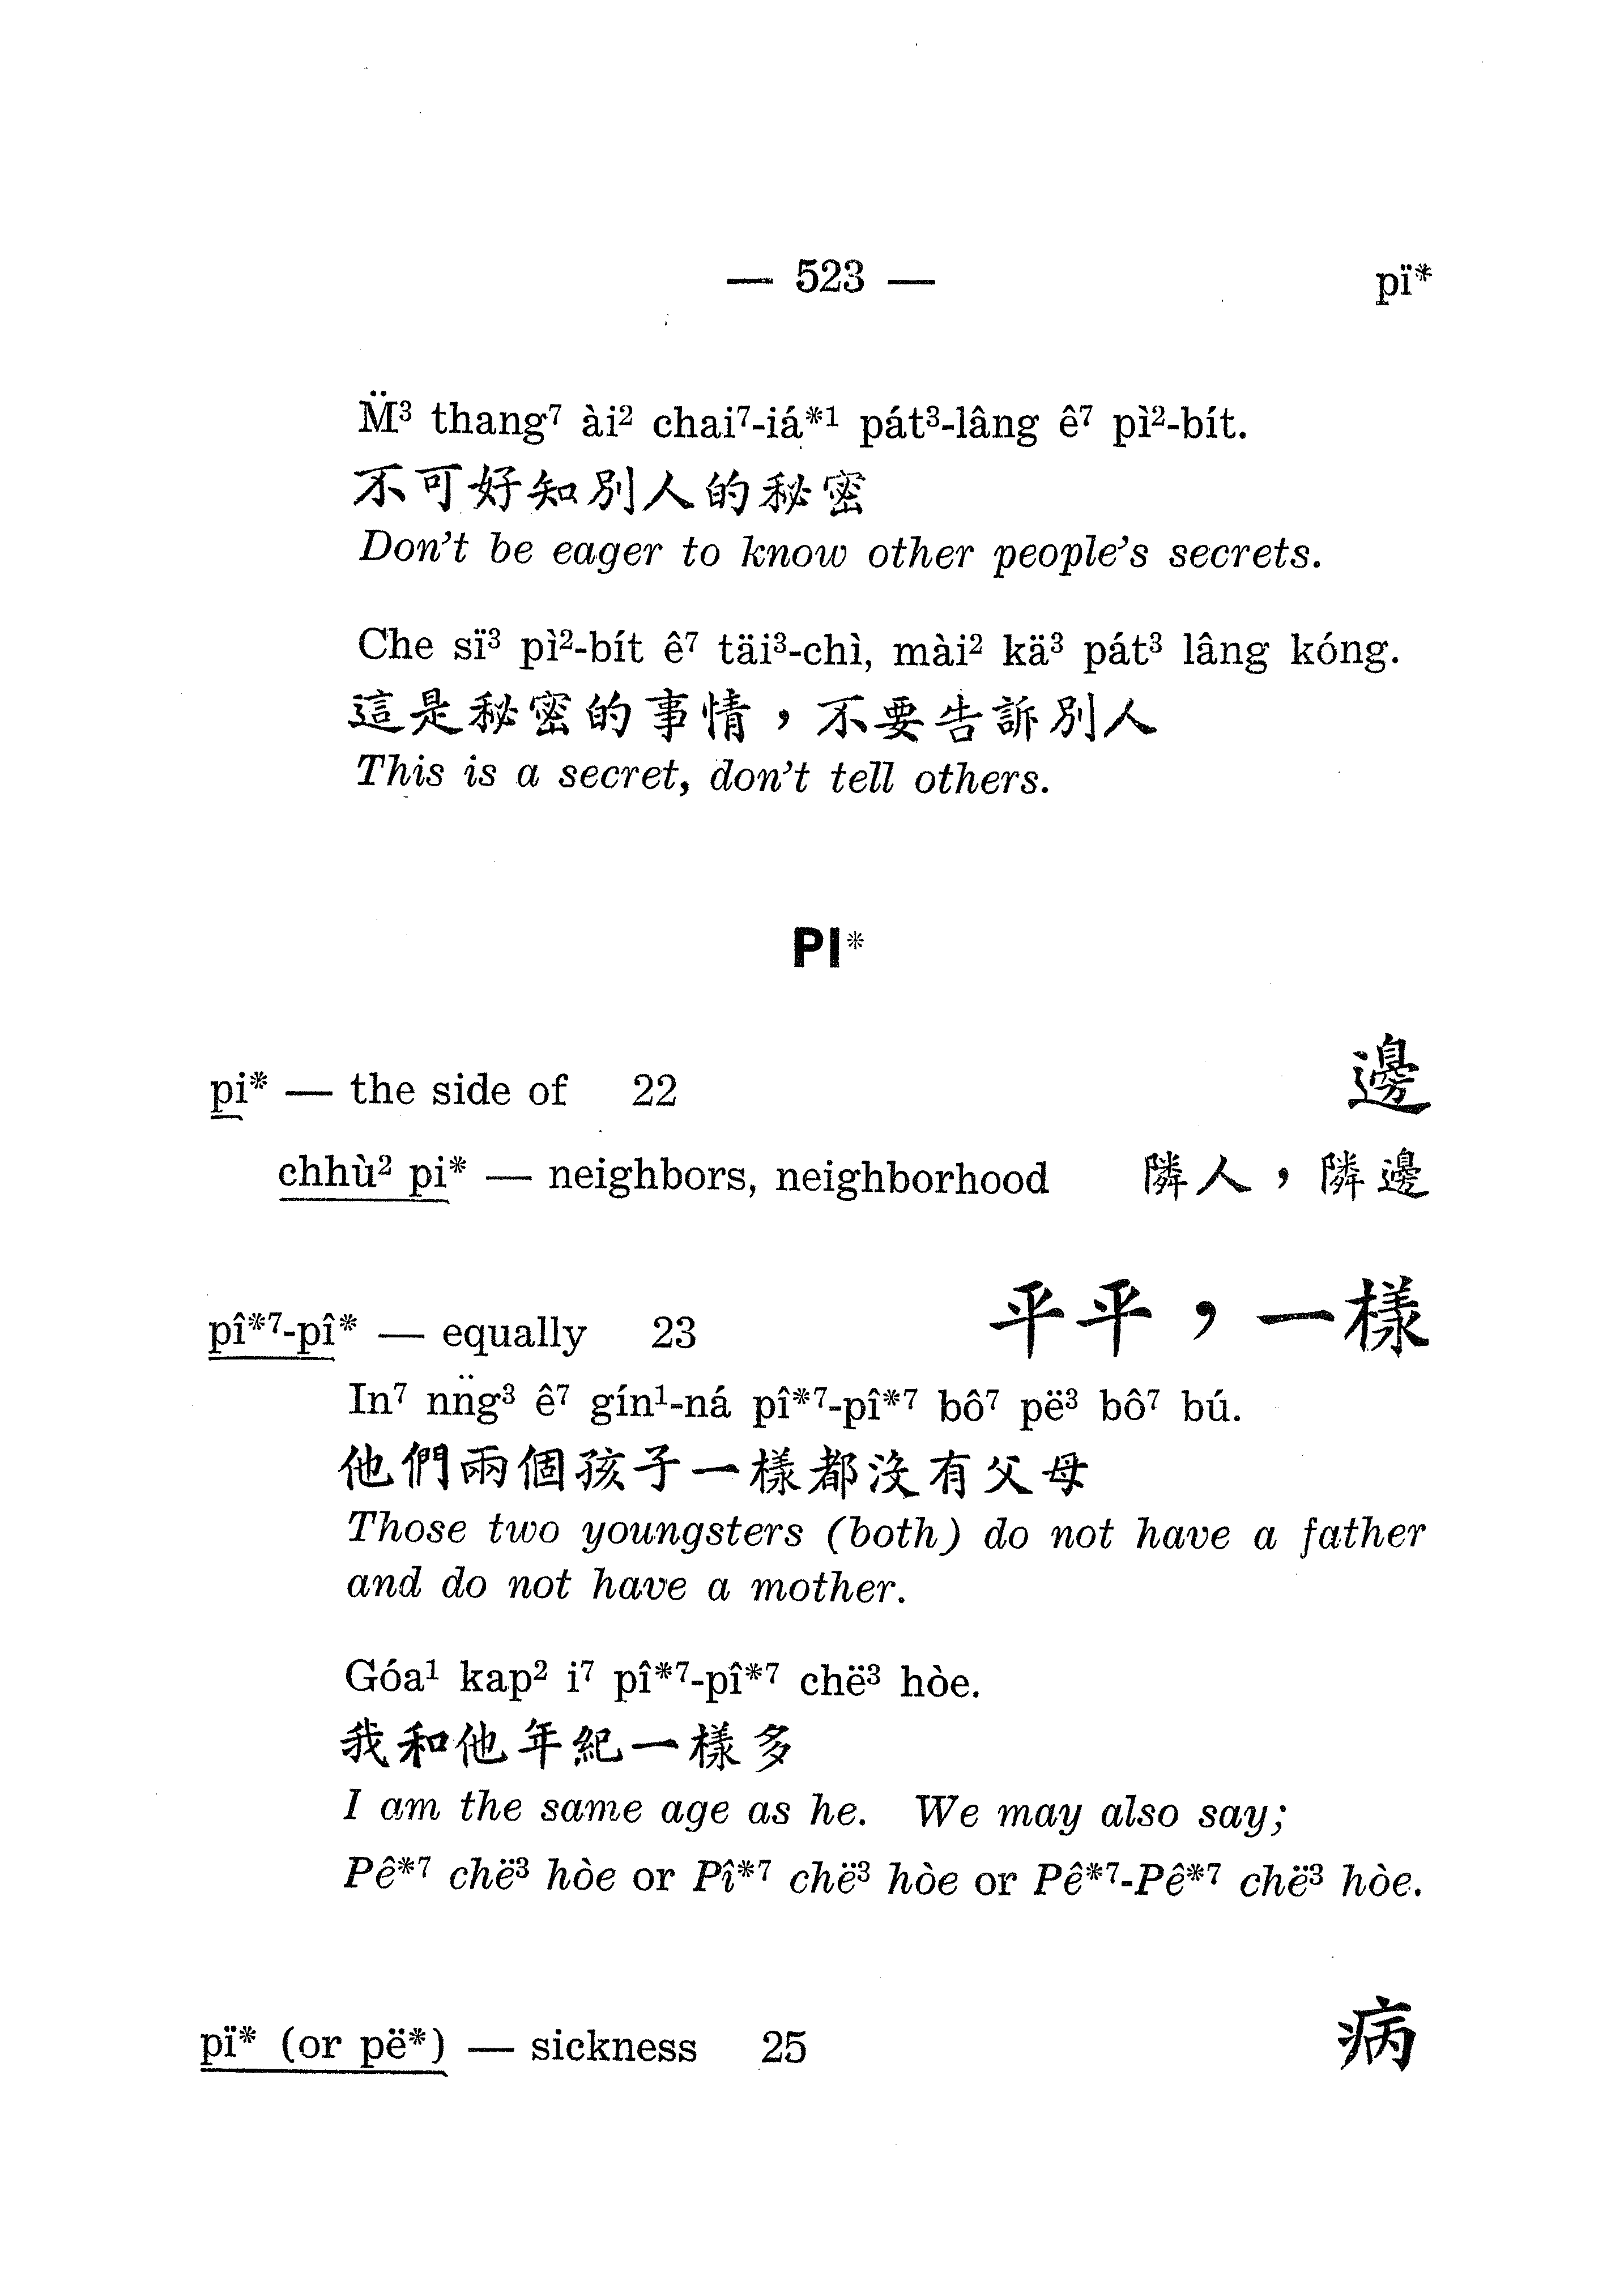 — 523 —
pï*
M̈³ thang⁷ ài² chai⁷-iá*¹ pát³-lâng ê⁷ pì²-bít.
不可好知別人的秘密
Don't be eager to know other people's secrets.
Che sï³ pì²-bít ê⁷ täi³-chì, mài² kä³ pát³ lâng kóng.
這是秘密的事情，不要告訴別人
This is a secret, don't tell others.
PI*
pi* — the side of 22 邊
chhù² pi* — neighbors, neighborhood 隣人，隣邊
pî*⁷-pî* — equally 23 平平，一樣
In⁷ nn̈g³ ê⁷ gín¹-ná pî*⁷-pî*⁷ bô⁷ pë³ bô⁷ bú.
他們兩個孩子一樣都沒有父母
Those two youngsters (both) do not have a father
and do not have a mother.
Góa¹ kap² i⁷ pî*⁷-pî*⁷ chë³ hòe.
我和他年紀一樣多
I am the same age as he. We may also say;
Pê*⁷ chë³ hòe or Pî*⁷ chë³ hòe or Pê*⁷-Pê*⁷ chë³ hòe.
pï* (or pë*) — sickness 25 病